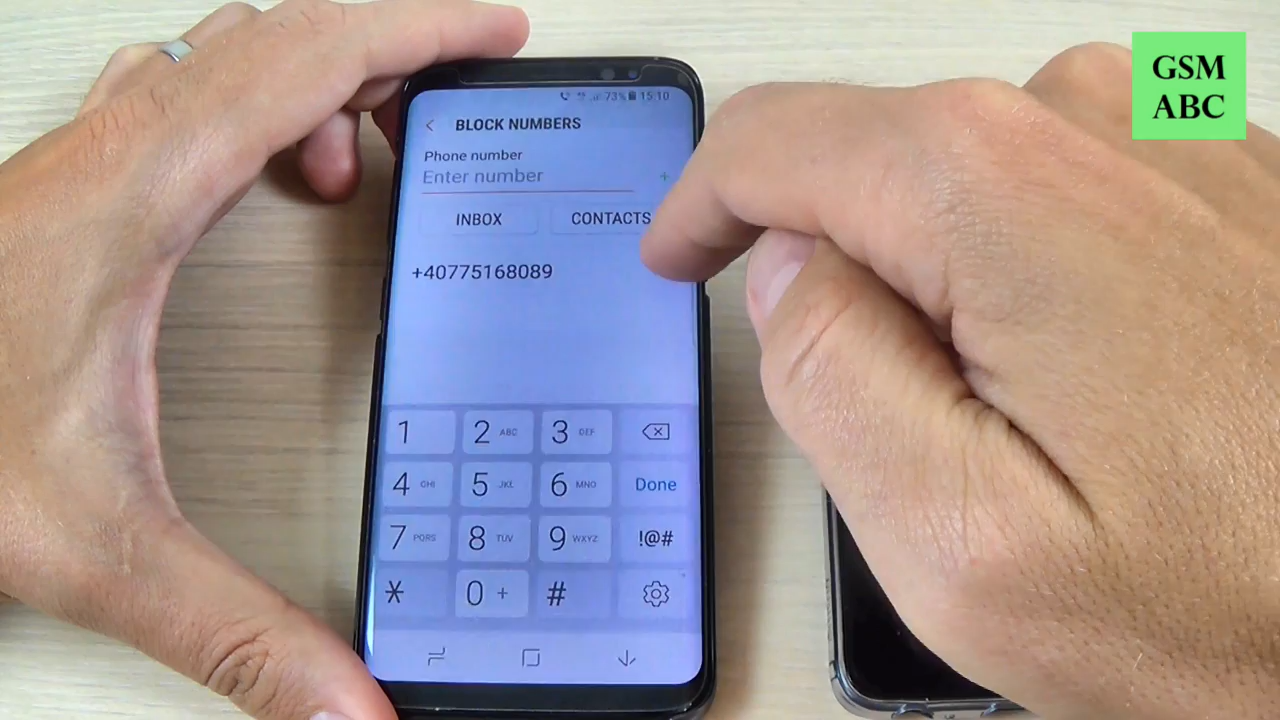 GSM
ABC
73% 15:10
BLOCK NUMBERS
Phone number
Enter number
+
INBOX CONTACTS
+40775168089
1 2 ABC 3 DEF
4 GHI 5 JKL 6 MNO Done
7 PQRS 8 TUV 9 WXYZ !@#
* 0 + #